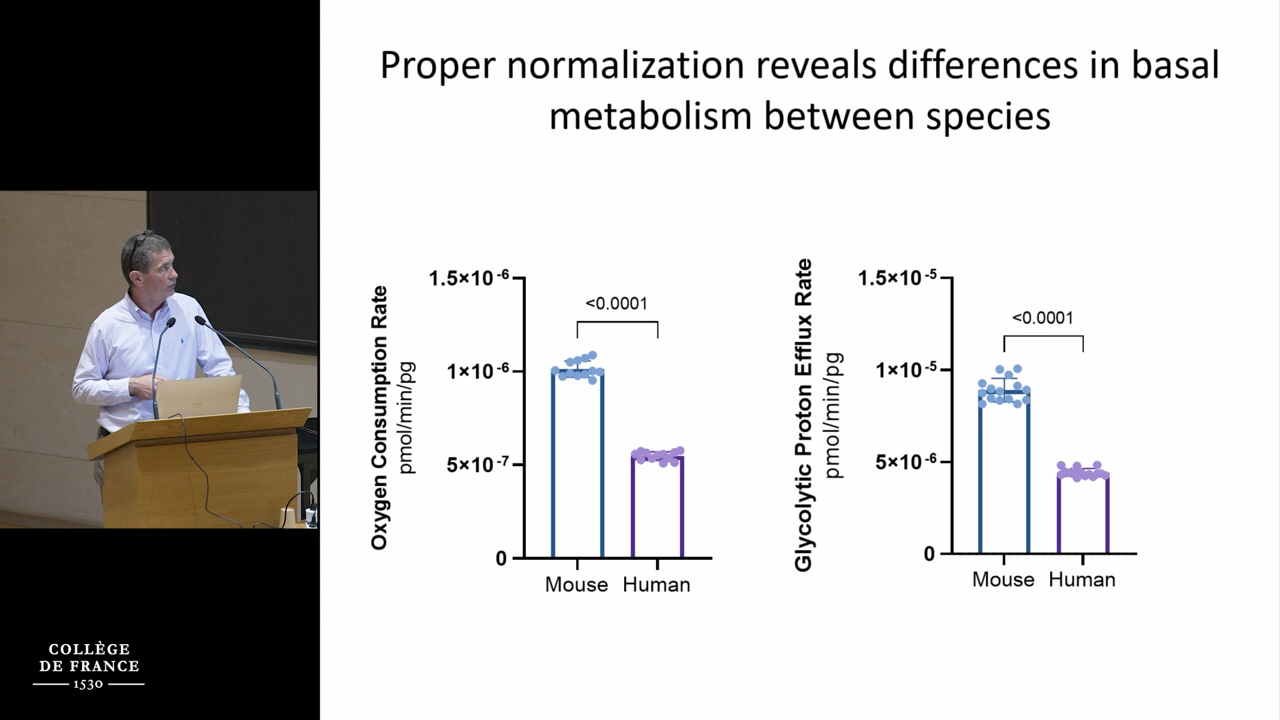 Proper normalization reveals differences in basal
metabolism between species
Oxygen Consumption Rate
pmol/min/pg
1.5×10⁻⁶
1×10⁻⁶
5×10⁻⁷
0
<0.0001
Mouse Human
Glycolytic Proton Efflux Rate
pmol/min/pg
1.5×10⁻⁵
1×10⁻⁵
5×10⁻⁶
0
<0.0001
Mouse Human
COLLÈGE
DE FRANCE
1530